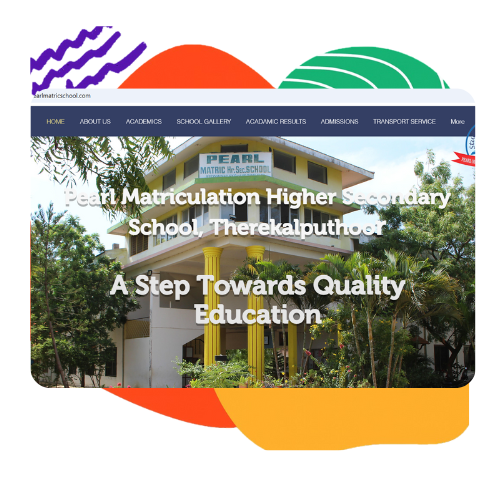 earlmatricschool.com
HOME ABOUT US ACADEMICS SCHOOL GALLERY ACADAMIC RESULTS ADMISSIONS TRANSPORT SERVICE More
PEARL
MATRIC Hr.Sec.SCHOOL
Pearl Matriculation Higher Secondary
School, Therekalputhoor
A Step Towards Quality
Education